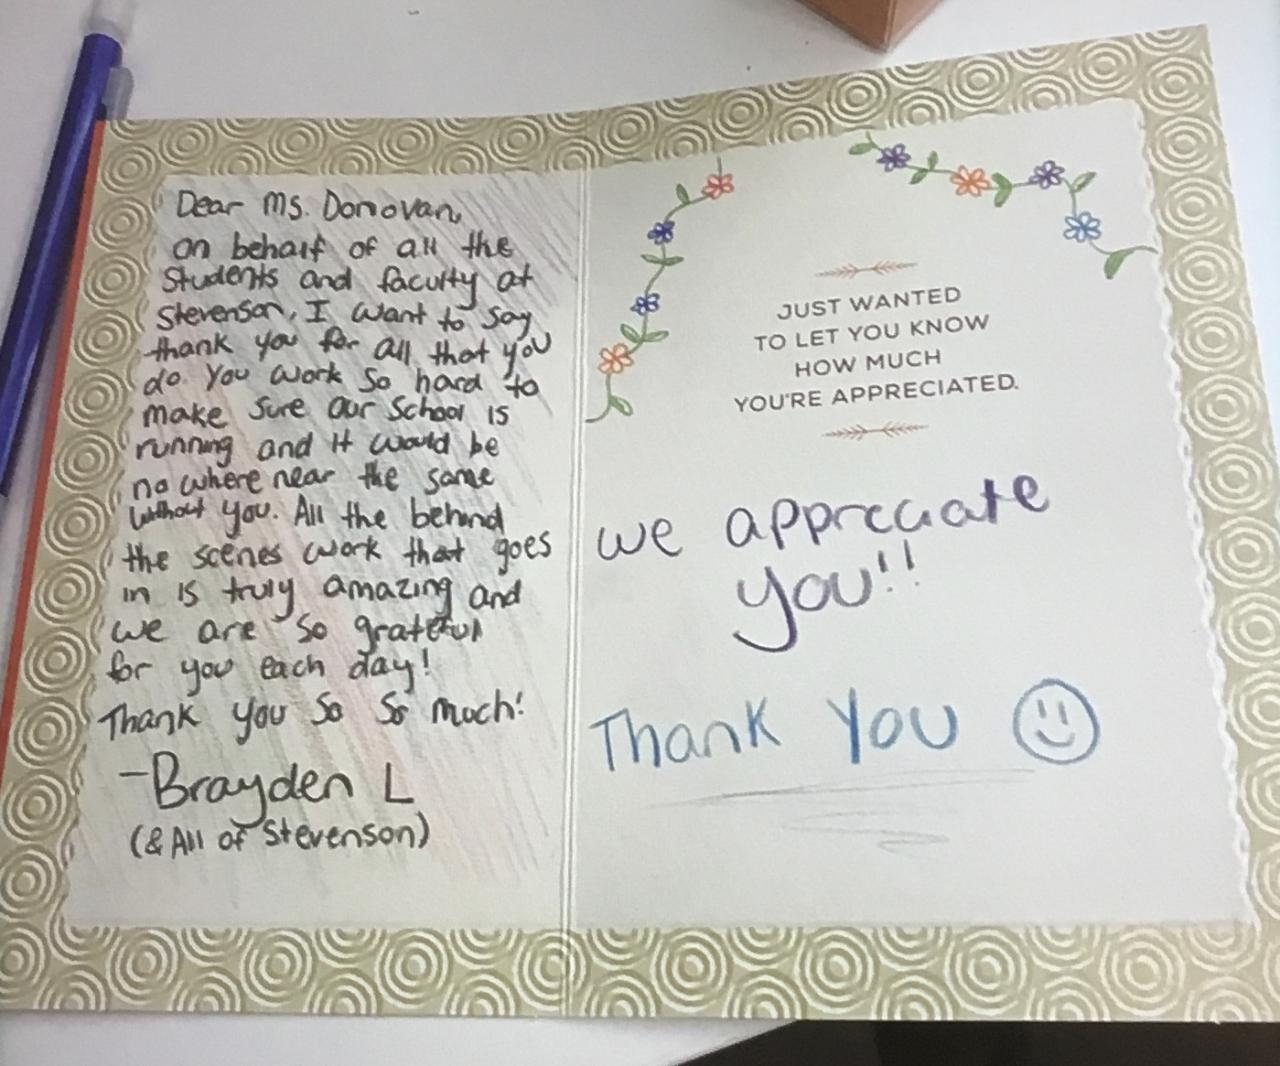 Dear Ms. Donovan,
on behalf of all the
Students and faculty at
Stevenson, I want to say
thank you for all that you
do. You work so hard to
make sure our school is
running and it would be
no where near the same
without you. All the behind
the scenes work that goes
in is truly amazing and
we are so grateful
for you each day!
Thank you so so much!
-Brayden L
(& All of Stevenson)
JUST WANTED
TO LET YOU KNOW
HOW MUCH
YOU'RE APPRECIATED.
we appreciate
you!!
Thank You